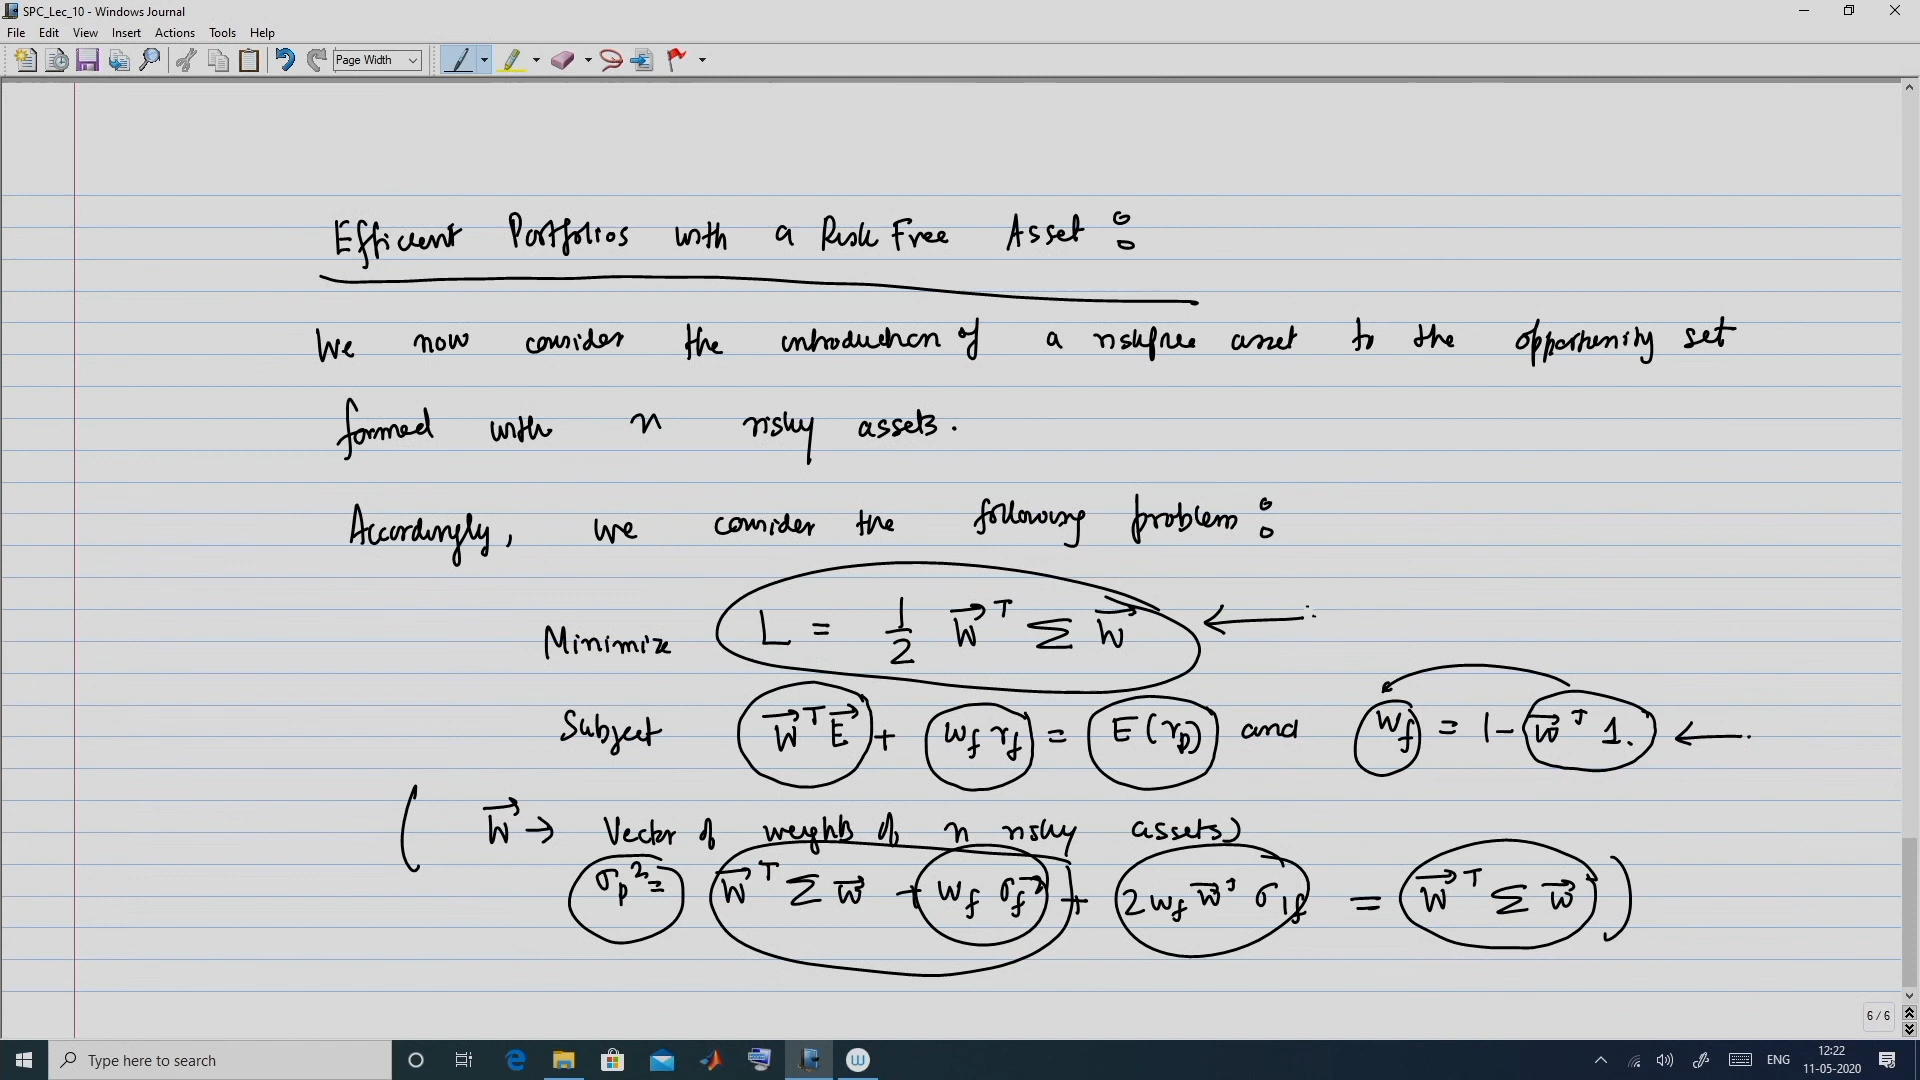 SPC_Lec_10 - Windows Journal
File Edit View Insert Actions Tools Help
Page Width
Efficient Portfolios with a Risk Free Asset :
We now consider the introduction of a riskfree asset to the opportunity set
formed with n risky assets.
Accordingly, we consider the following problem :
Minimize L = 1/2 W⃗^T Σ W⃗ ←
Subject W⃗^T E⃗ + w_f r_f = E(r_p) and w_f = 1 - w⃗^T 1. ←
( W⃗ → Vector of weights of n risky assets)
σ_p^2 = W⃗^T Σ w⃗ + w_f σ_f^2 + 2w_f w⃗^T σ_1f = W⃗^T Σ w⃗ )
6 / 6
Type here to search
ENG
12:22
11-05-2020